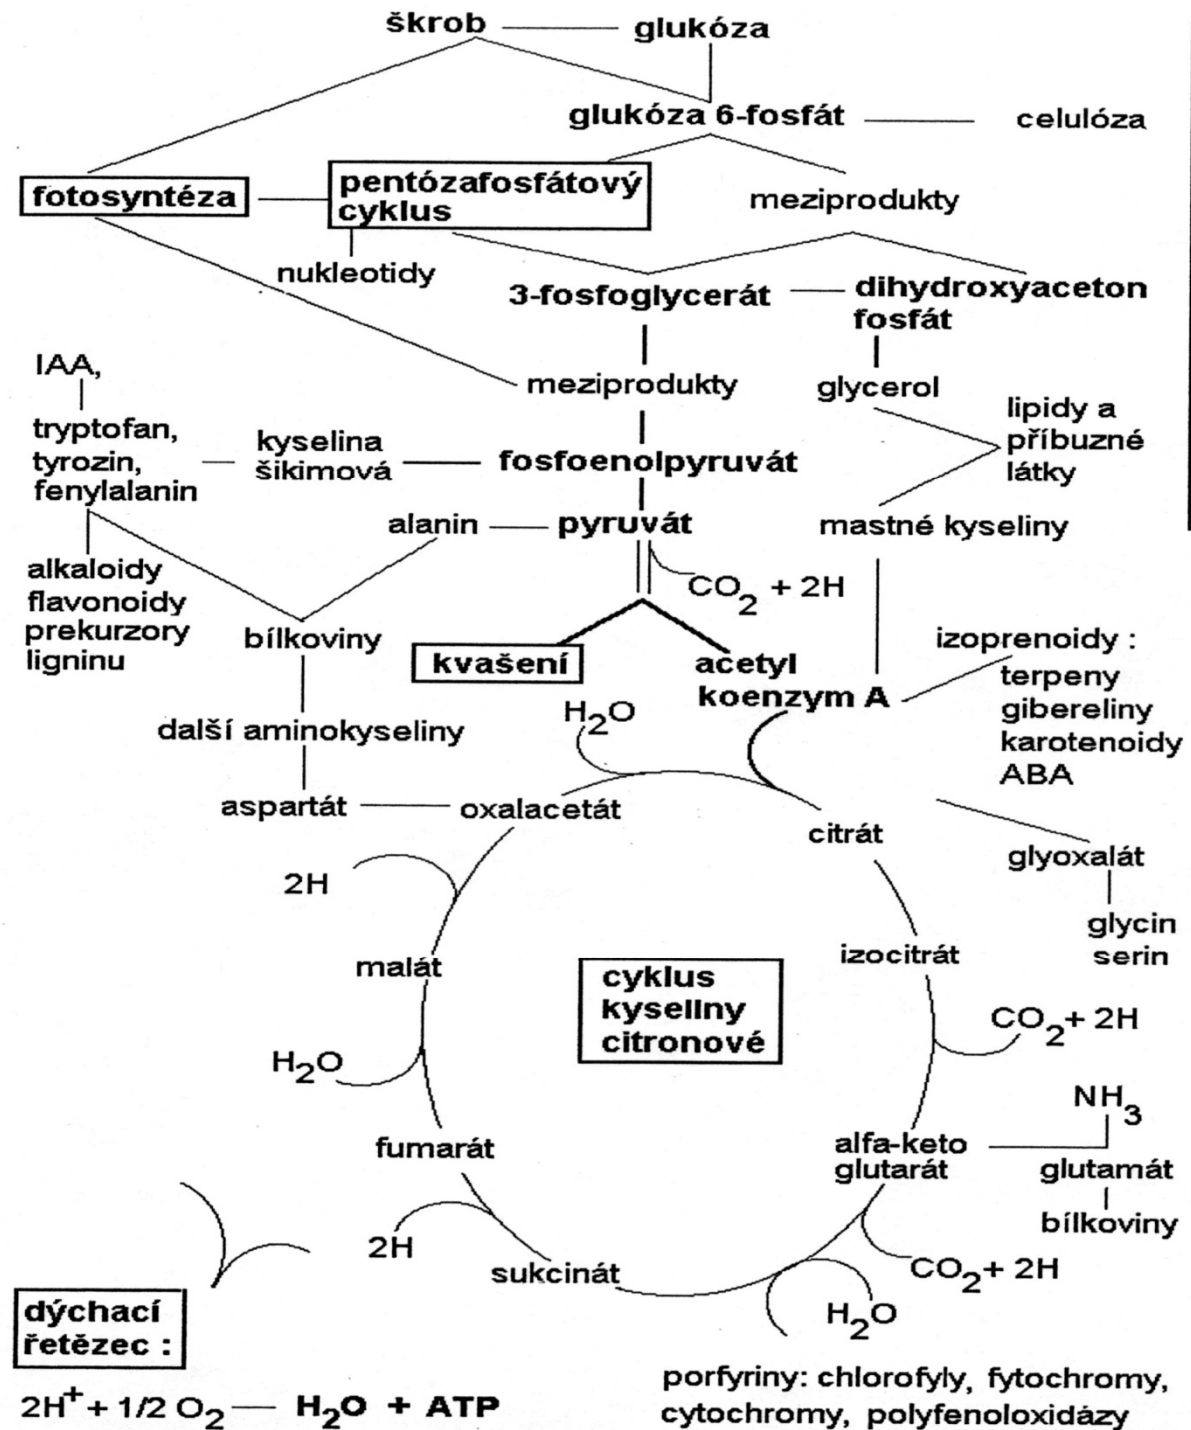 škrob glukóza
glukóza 6-fosfát celulóza
fotosyntéza
pentózafosfátový
cyklus
meziprodukty
nukleotidy
3-fosfoglycerát
dihydroxyaceton
fosfát
IAA,
meziprodukty
glycerol
tryptofan,
tyrozin,
fenylalanin
kyselina
šikimová
fosfoenolpyruvát
lipidy a
příbuzné
látky
alanin
pyruvát
mastné kyseliny
alkaloidy
flavonoidy
prekurzory
ligninu
CO2 + 2H
bílkoviny
kvašení
acetyl
koenzym A
izoprenoidy :
terpeny
gibereliny
karotenoidy
ABA
H2O
další aminokyseliny
aspartát
oxalacetát
citrát
glyoxalát
2H
glycin
serin
malát
izocitrát
cyklus
kyseliny
citronové
CO2+ 2H
H2O
NH3
fumarát
alfa-keto
glutarát
glutamát
bílkoviny
2H
sukcinát
CO2+ 2H
H2O
dýchací
řetězec :
2H+ + 1/2 O2 — H2O + ATP
porfyriny: chlorofyly, fytochromy,
cytochromy, polyfenoloxidázy